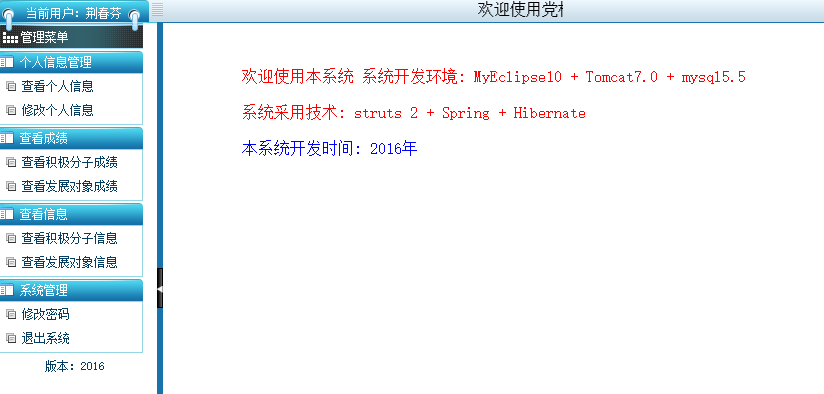 当前用户: 荆春芬
欢迎使用党
管理菜单
个人信息管理
查看个人信息
修改个人信息
查看成绩
查看积极分子成绩
查看发展对象成绩
查看信息
查看积极分子信息
查看发展对象信息
系统管理
修改密码
退出系统
版本: 2016
欢迎使用本系统 系统开发环境: MyEclipse10 + Tomcat7.0 + mysql5.5
系统采用技术: struts 2 + Spring + Hibernate
本系统开发时间: 2016年